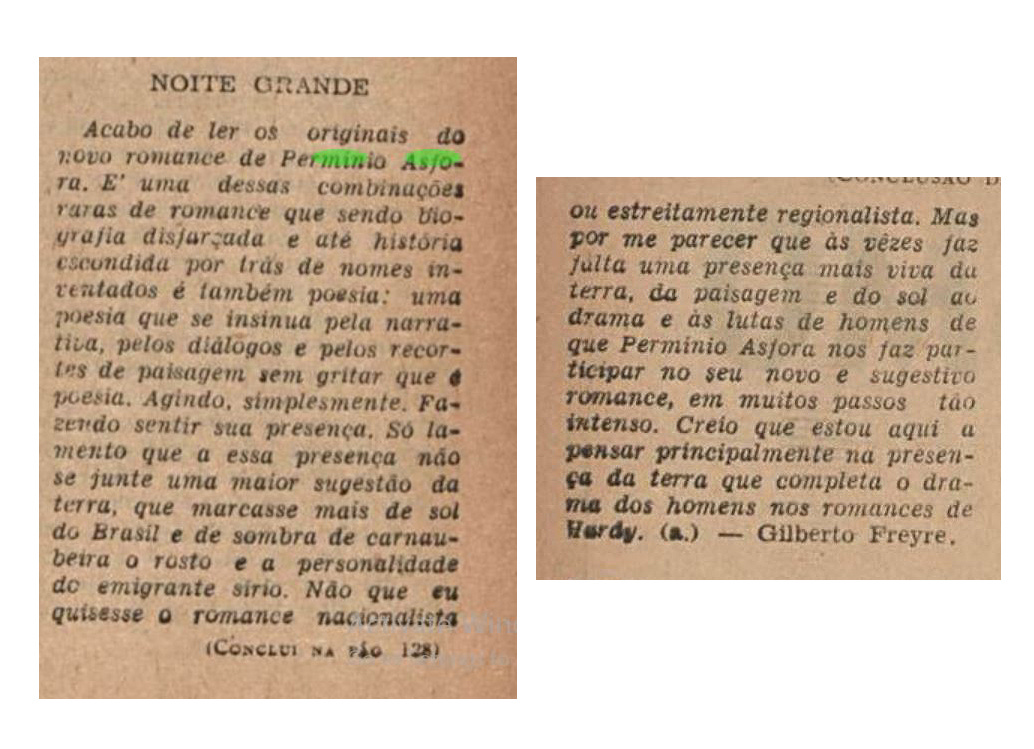 NOITE GRANDE
Acabo de ler os originais do
novo romance de Permínio Asfo-
ra. E' uma dessas combinações
raras de romance que sendo bio-
grafia disfarçada e até história
escondida por trás de nomes in-
ventados é também poesia: uma
poesia que se insinua pela narra-
tiva, pelos diálogos e pelos recor-
tes de paisagem sem gritar que é
poesia. Agindo, simplesmente. Fa-
zendo sentir sua presença. Só la-
mento que a essa presença não
se junte uma maior sugestão da
terra, que marcasse mais de sol
do Brasil e de sombra de carnau-
beira o rosto e a personalidade
do emigrante sírio. Não que eu
quisesse o romance nacionalista
(CONCLUI NA PÁG 128)
(CONCLUSÃO D
ou estreitamente regionalista. Mas
por me parecer que às vêzes faz
falta uma presença mais viva da
terra, da paisagem e do sol ao
drama e às lutas de homens de
que Permínio Asfora nos faz par-
ticipar no seu novo e sugestivo
romance, em muitos passos tão
intenso. Creio que estou aqui a
pensar principalmente na presen-
ça da terra que completa o dra-
ma dos homens nos romances de
Hardy. (a.) — Gilberto Freyre.